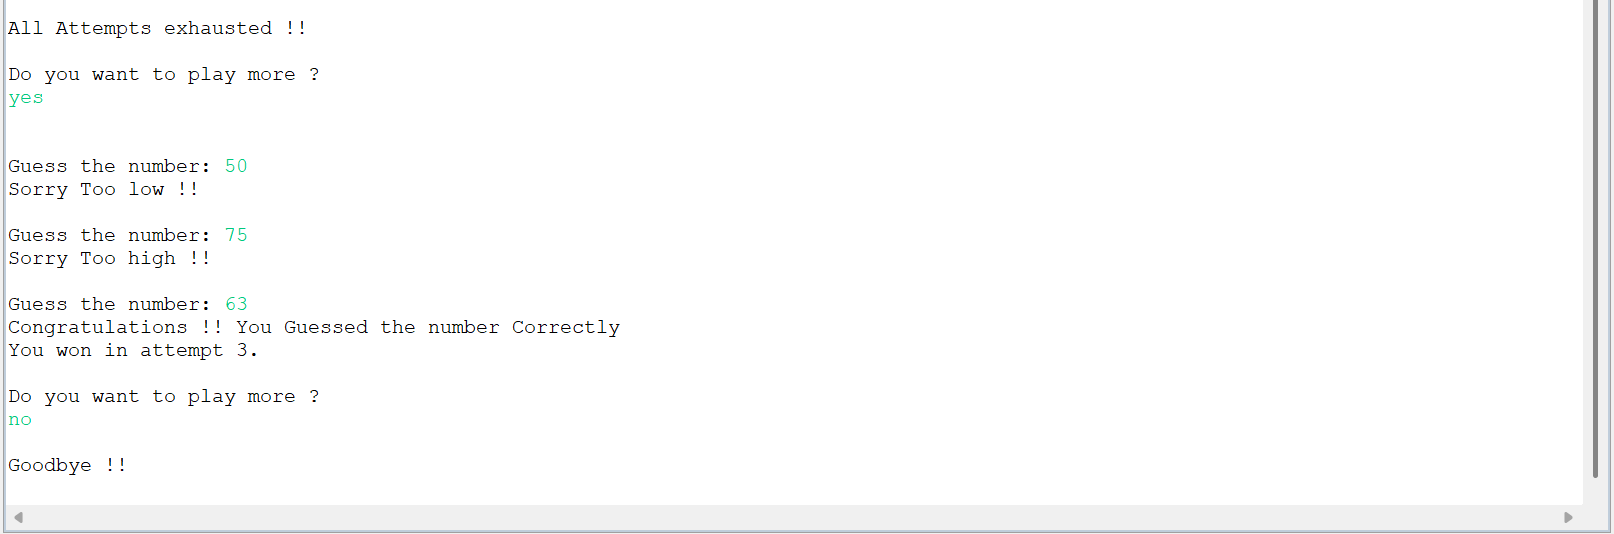 All Attempts exhausted !!
Do you want to play more ?
yes
Guess the number: 50
Sorry Too low !!
Guess the number: 75
Sorry Too high !!
Guess the number: 63
Congratulations !! You Guessed the number Correctly
You won in attempt 3.
Do you want to play more ?
no
Goodbye !!